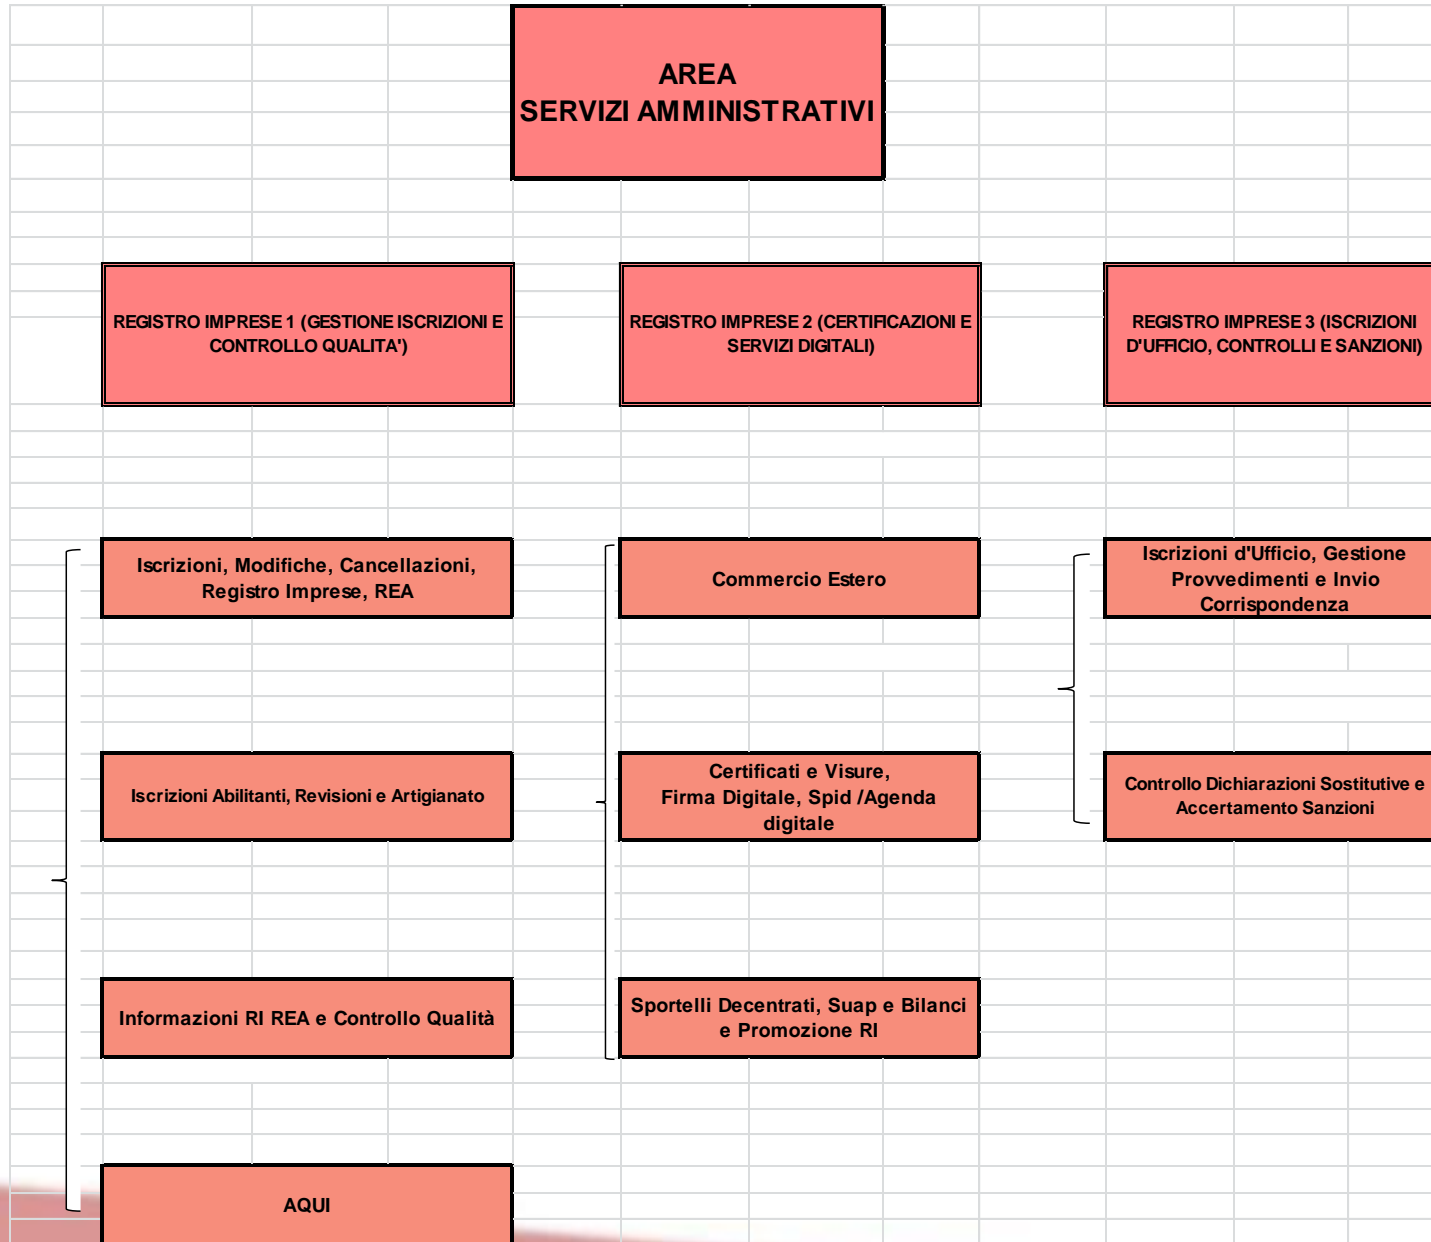 AREA
SERVIZI AMMINISTRATIVI
REGISTRO IMPRESE 1 (GESTIONE ISCRIZIONI E
CONTROLLO QUALITA')
REGISTRO IMPRESE 2 (CERTIFICAZIONI E
SERVIZI DIGITALI)
REGISTRO IMPRESE 3 (ISCRIZIONI
D'UFFICIO, CONTROLLI E SANZIONI)
Iscrizioni, Modifiche, Cancellazioni,
Registro Imprese, REA
Commercio Estero
Iscrizioni d'Ufficio, Gestione
Provvedimenti e Invio
Corrispondenza
Iscrizioni Abilitanti, Revisioni e Artigianato
Certificati e Visure,
Firma Digitale, Spid /Agenda
digitale
Controllo Dichiarazioni Sostitutive e
Accertamento Sanzioni
Informazioni RI REA e Controllo Qualità
Sportelli Decentrati, Suap e Bilanci
e Promozione RI
AQUI